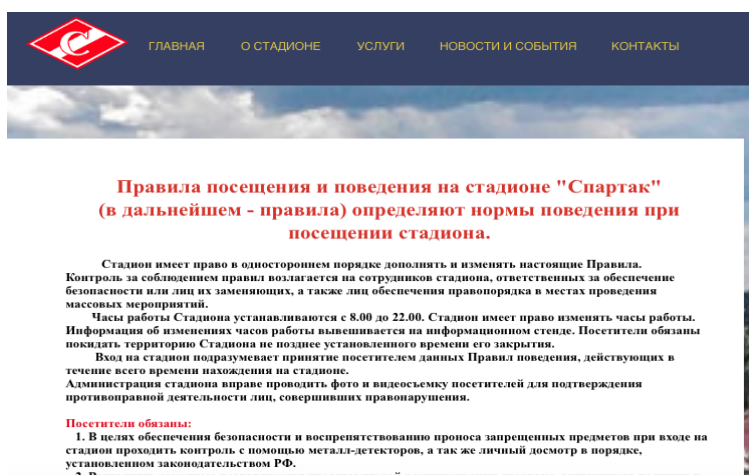 ГЛАВНАЯ О СТАДИОНЕ УСЛУГИ НОВОСТИ И СОБЫТИЯ КОНТАКТЫ
Правила посещения и поведения на стадионе "Спартак"
(в дальнейшем - правила) определяют нормы поведения при
посещении стадиона.
Стадион имеет право в одностороннем порядке дополнять и изменять настоящие Правила.
Контроль за соблюдением правил возлагается на сотрудников стадиона, ответственных за обеспечение
безопасности или лиц их заменяющих, а также лиц обеспечения правопорядка в местах проведения
массовых мероприятий.
Часы работы Стадиона устанавливаются с 8.00 до 22.00. Стадион имеет право изменять часы работы.
Информация об изменениях часов работы вывешивается на информационном стенде. Посетители обязаны
покидать территорию Стадиона не позднее установленного времени его закрытия.
Вход на стадион подразумевает принятие посетителем данных Правил поведения, действующих в
течение всего времени нахождения на стадионе.
Администрация стадиона вправе проводить фото и видеосъемку посетителей для подтверждения
противоправной деятельности лиц, совершивших правонарушения.
Посетители обязаны:
1. В целях обеспечения безопасности и воспрепятствованию проноса запрещенных предметов при входе на
стадион проходить контроль с помощью металл-детекторов, а так же личный досмотр в порядке,
установленном законодательством РФ.